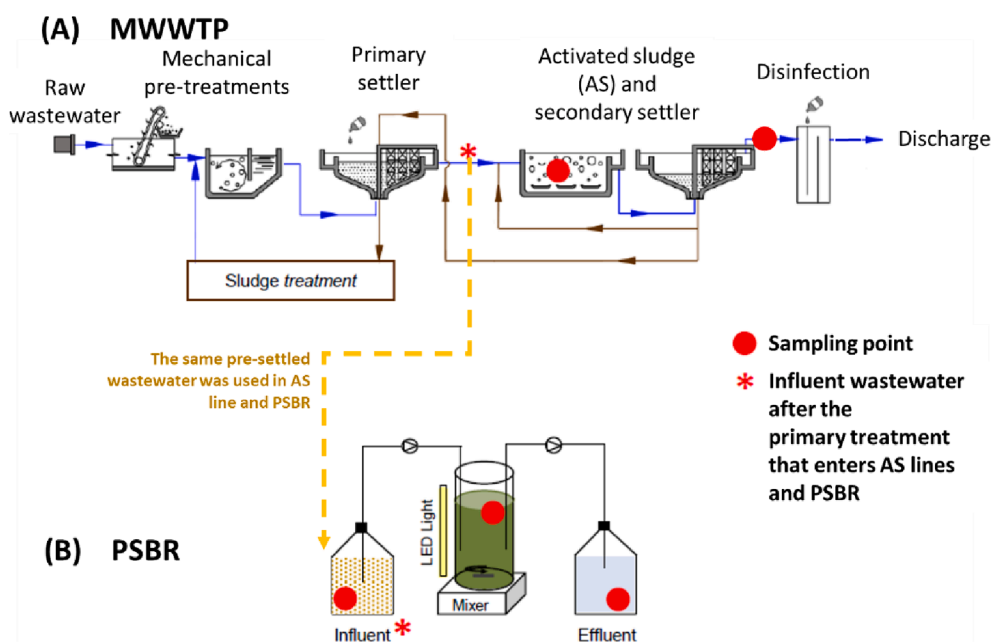 (A) MWWTP
Raw
wastewater
Mechanical
pre-treatments
Primary
settler
Activated sludge
(AS) and
secondary settler
Disinfection
Discharge
*
Sludge treatment
The same pre-settled
wastewater was used in AS
line and PSBR
Sampling point
* Influent wastewater
after the
primary treatment
that enters AS lines
and PSBR
(B) PSBR
LED Light
Mixer
Influent *
Effluent